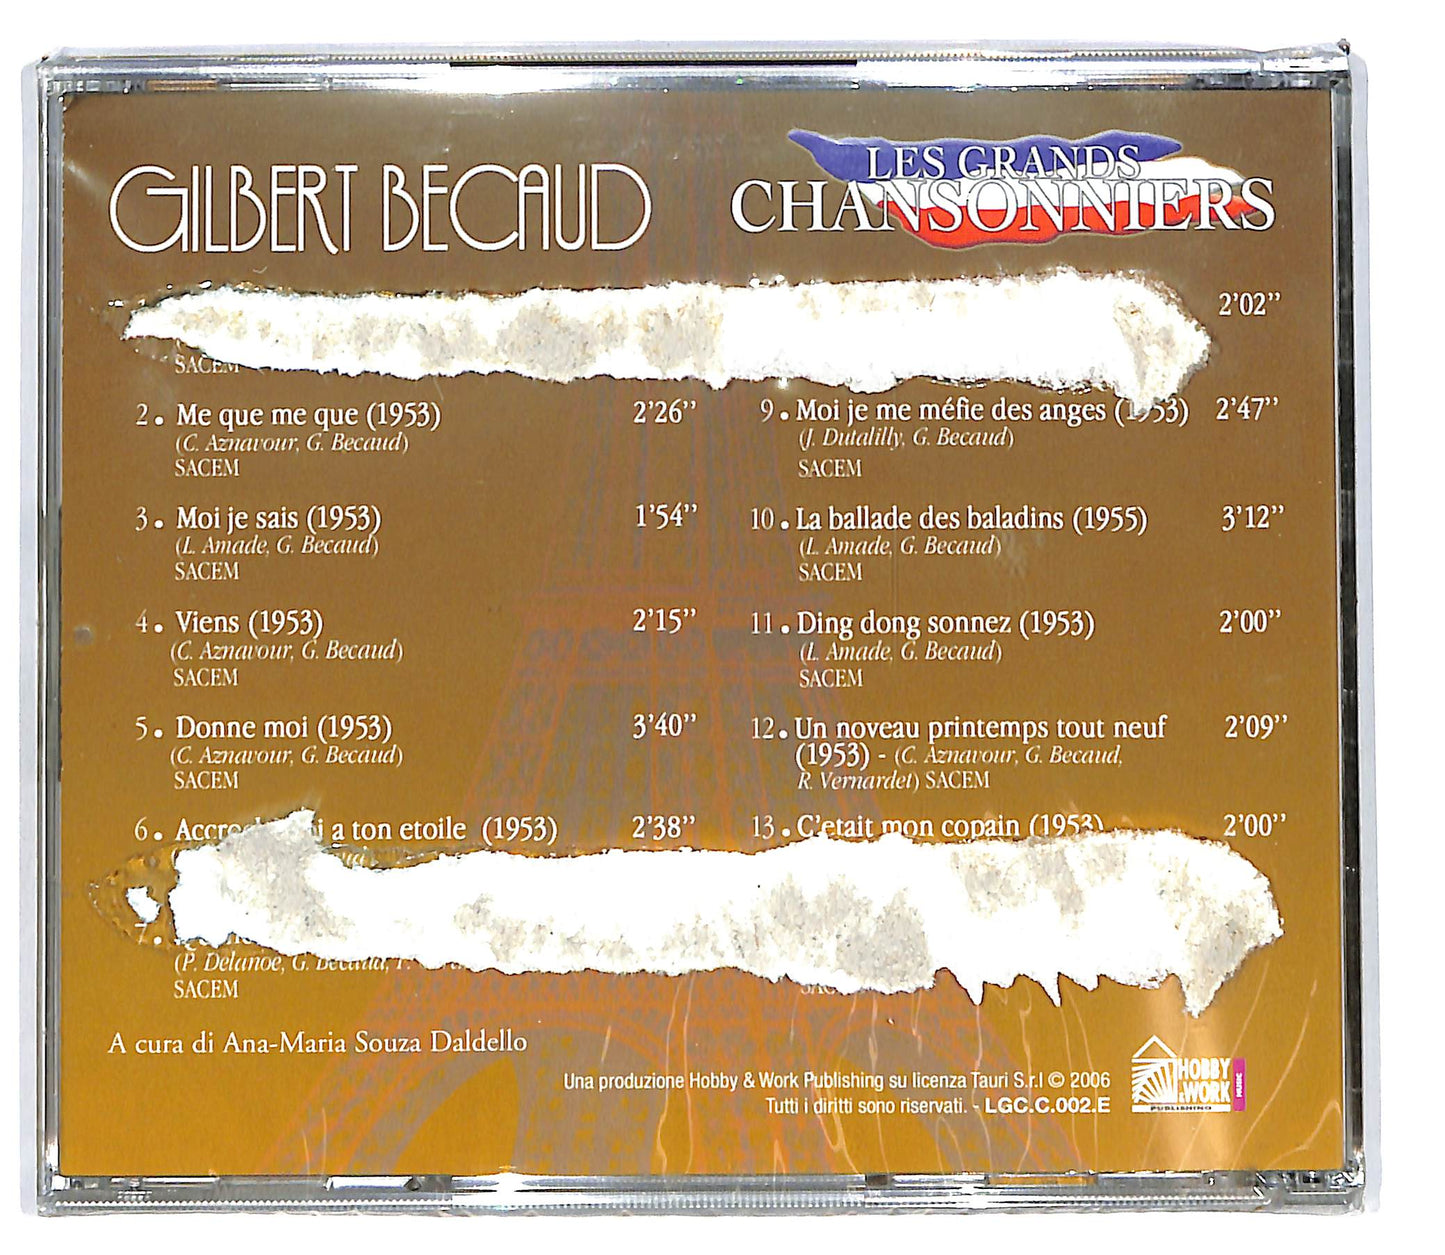 GILBERT BECAUD
LES GRANDS
CHANSONNIERS
SACEM
2. Me que me que (1953) 2'26''
(C. Aznavour, G. Becaud)
SACEM
3. Moi je sais (1953) 1'54''
(L. Amade, G. Becaud)
SACEM
4. Viens (1953) 2'15''
(C. Aznavour, G. Becaud)
SACEM
5. Donne moi (1953) 3'40''
(C. Aznavour, G. Becaud)
SACEM
6. a ton etoile (1953) 2'38''
7.
(P. Delanoe, G. Becaud,
SACEM
2'02''
9. Moi je me méfie des anges (1953) 2'47''
(J. Dutalilly, G. Becaud)
SACEM
10. La ballade des baladins (1955) 3'12''
(L. Amade, G. Becaud)
SACEM
11. Ding dong sonnez (1953) 2'00''
(L. Amade, G. Becaud)
SACEM
12. Un noveau printemps tout neuf 2'09''
(1953) - (C. Aznavour, G. Becaud,
R. Vernardet) SACEM
13. C'etait mon copain (1953) 2'00''
A cura di Ana-Maria Souza Daldello
Una produzione Hobby & Work Publishing su licenza Tauri S.r.l © 2006
Tutti i diritti sono riservati. - LGC.C.002.E
HOBBY
& WORK
PUBLISHING
MUSIC